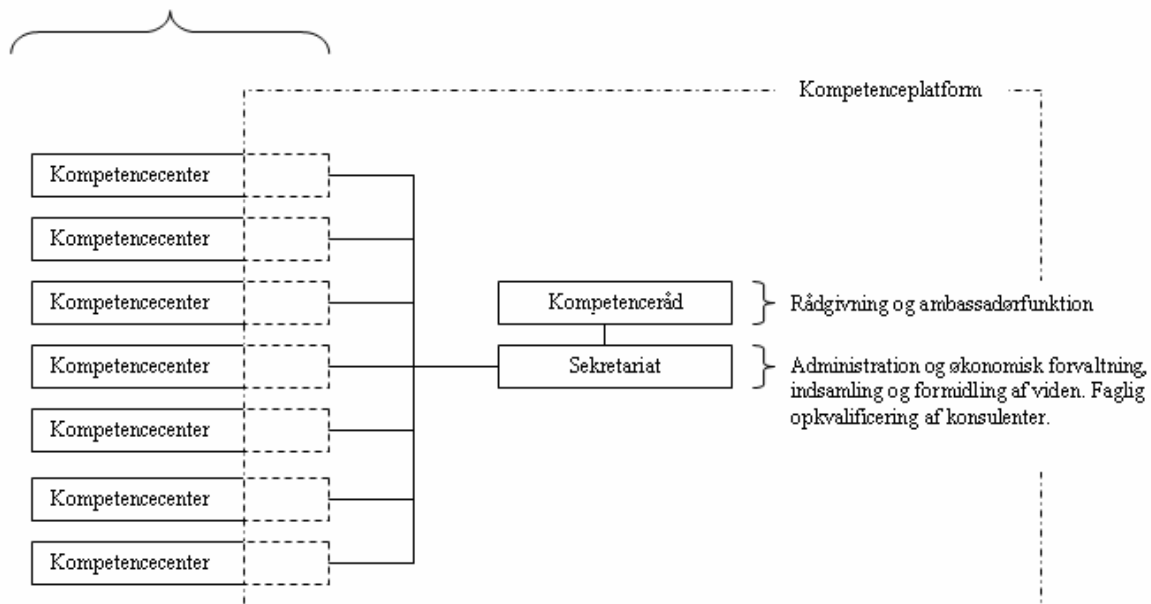 Kompetenceplatform
Kompetencecenter
Kompetencecenter
Kompetencecenter
Kompetencecenter
Kompetencecenter
Kompetencecenter
Kompetencecenter
Kompetenceråd
Sekretariat
Rådgivning og ambassadørfunktion
Administration og økonomisk forvaltning,
indsamling og formidling af viden. Faglig
opkvalificering af konsulenter.